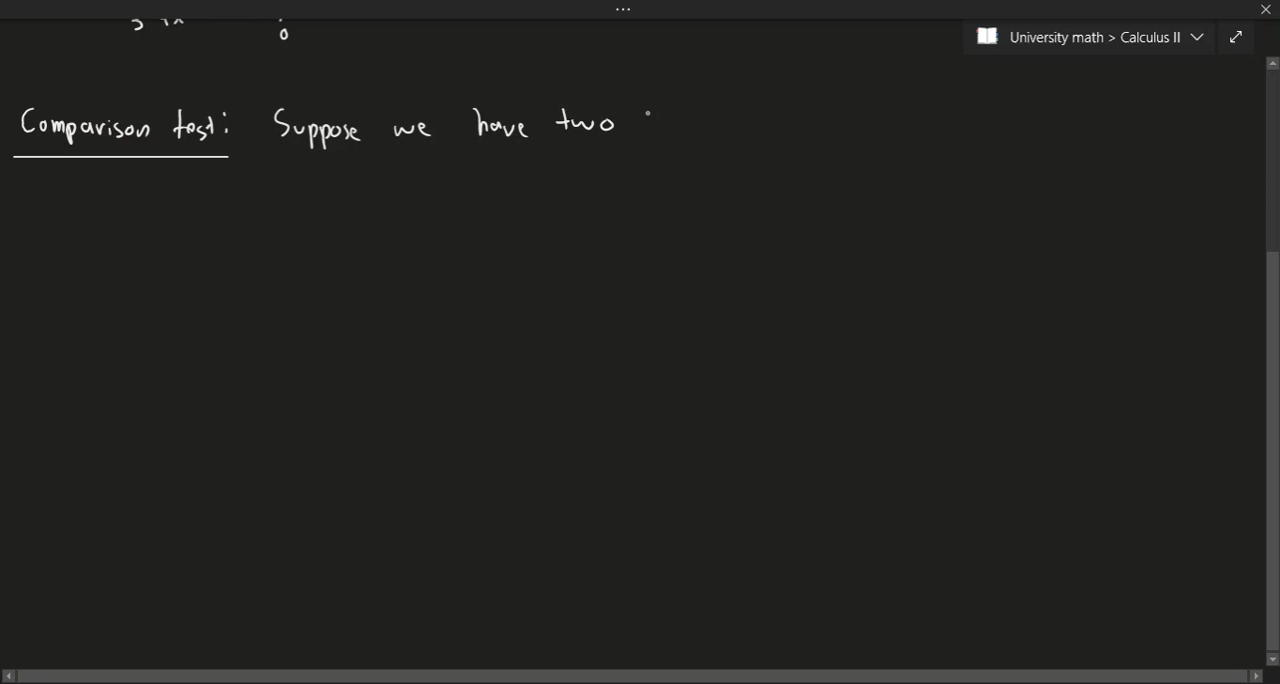 University math > Calculus II
Comparison test: Suppose we have two